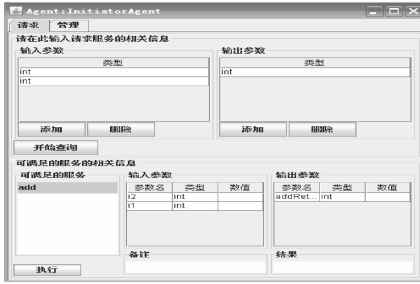 Agent:InitiatorAgent
请求 管理
请在此输入请求服务的相关信息
输入参数 输出参数
类型 类型
int int
int
添加 删除 添加 删除
开始查询
可满足的服务的相关信息
可满足的服务 输入参数 输出参数
add 参数名 类型 数值 参数名 类型 数值
i2 int addRet... int
i1 int
备注 结果
执行